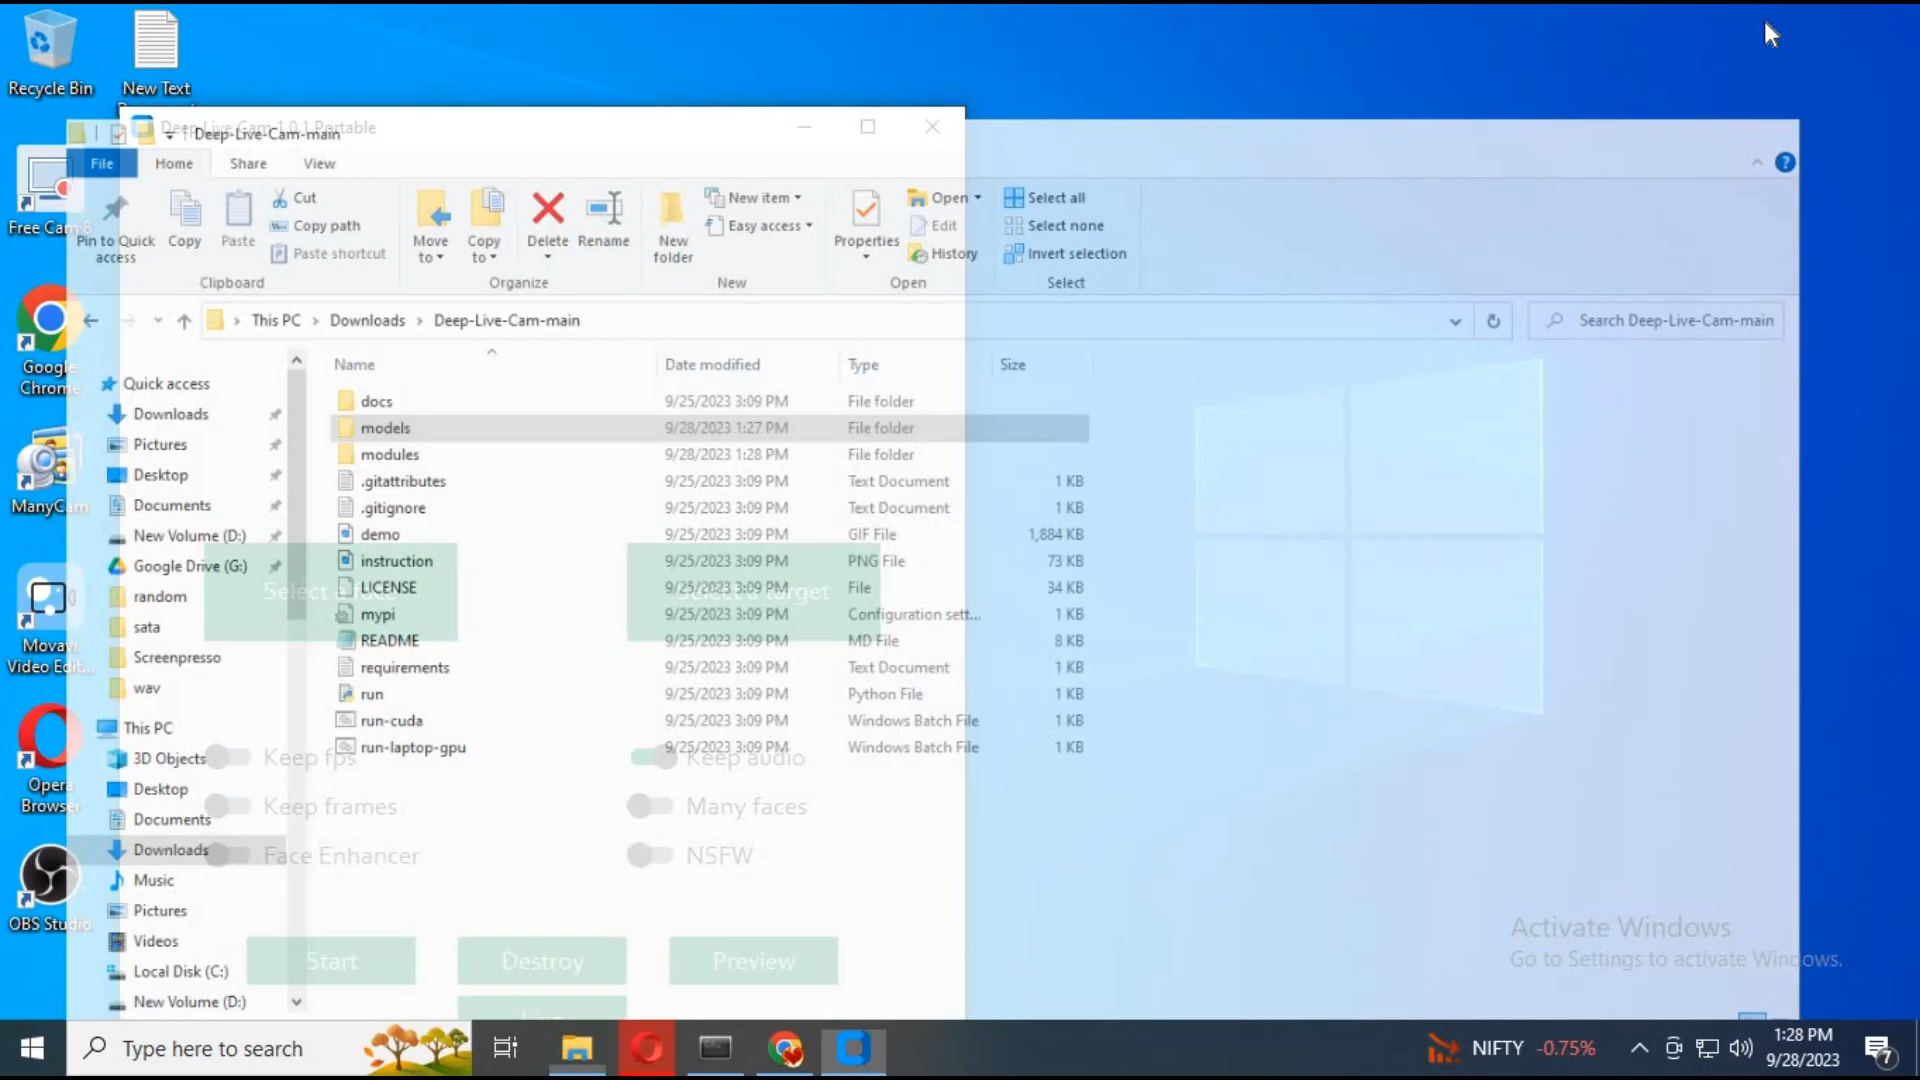 Recycle Bin
New Text
Deep Live Cam 1.0.1 Portable
Deep-Live-Cam-main
File
Home
Share
View
Free Cam 8
Pin to Quick access
Copy
Paste
Cut
Copy path
Paste shortcut
Clipboard
Move to
Copy to
Delete
Rename
Organize
New folder
New item
Easy access
New
Properties
Open
Edit
History
Open
Select all
Select none
Invert selection
Select
This PC > Downloads > Deep-Live-Cam-main
Search Deep-Live-Cam-main
Google Chrome
ManyCam
Movavi Video Edit...
Opera Browser
OBS Studio
Quick access
Downloads
Pictures
Desktop
Documents
New Volume (D:)
Google Drive (G:)
random
sata
Screenpresso
wav
This PC
3D Objects
Desktop
Documents
Downloads
Music
Pictures
Videos
Local Disk (C:)
New Volume (D:)
Name Date modified Type Size
docs 9/25/2023 3:09 PM File folder
models 9/28/2023 1:27 PM File folder
modules 9/28/2023 1:28 PM File folder
.gitattributes 9/25/2023 3:09 PM Text Document 1 KB
.gitignore 9/25/2023 3:09 PM Text Document 1 KB
demo 9/25/2023 3:09 PM GIF File 1,884 KB
instruction 9/25/2023 3:09 PM PNG File 73 KB
LICENSE 9/25/2023 3:09 PM File 34 KB
mypi 9/25/2023 3:09 PM Configuration sett... 1 KB
README 9/25/2023 3:09 PM MD File 8 KB
requirements 9/25/2023 3:09 PM Text Document 1 KB
run 9/25/2023 3:09 PM Python File 1 KB
run-cuda 9/25/2023 3:09 PM Windows Batch File 1 KB
run-laptop-gpu 9/25/2023 3:09 PM Windows Batch File 1 KB
Select a face
Select a target
Keep fps
Keep audio
Keep frames
Many faces
Face Enhancer
NSFW
Start
Destroy
Preview
Live
Activate Windows
Go to Settings to activate Windows.
Type here to search
NIFTY -0.75%
1:28 PM
9/28/2023
7